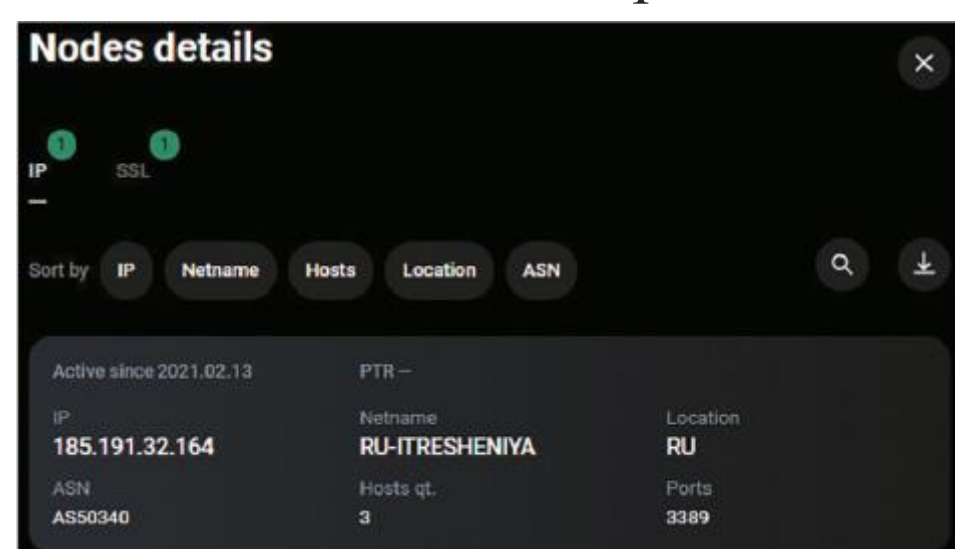 Nodes details
1 1
IP SSL
Sort by IP Netname Hosts Location ASN
Active since 2021.02.13 PTR –
IP Netname Location
185.191.32.164 RU-ITRESHENIYA RU
ASN Hosts qt. Ports
AS50340 3 3389